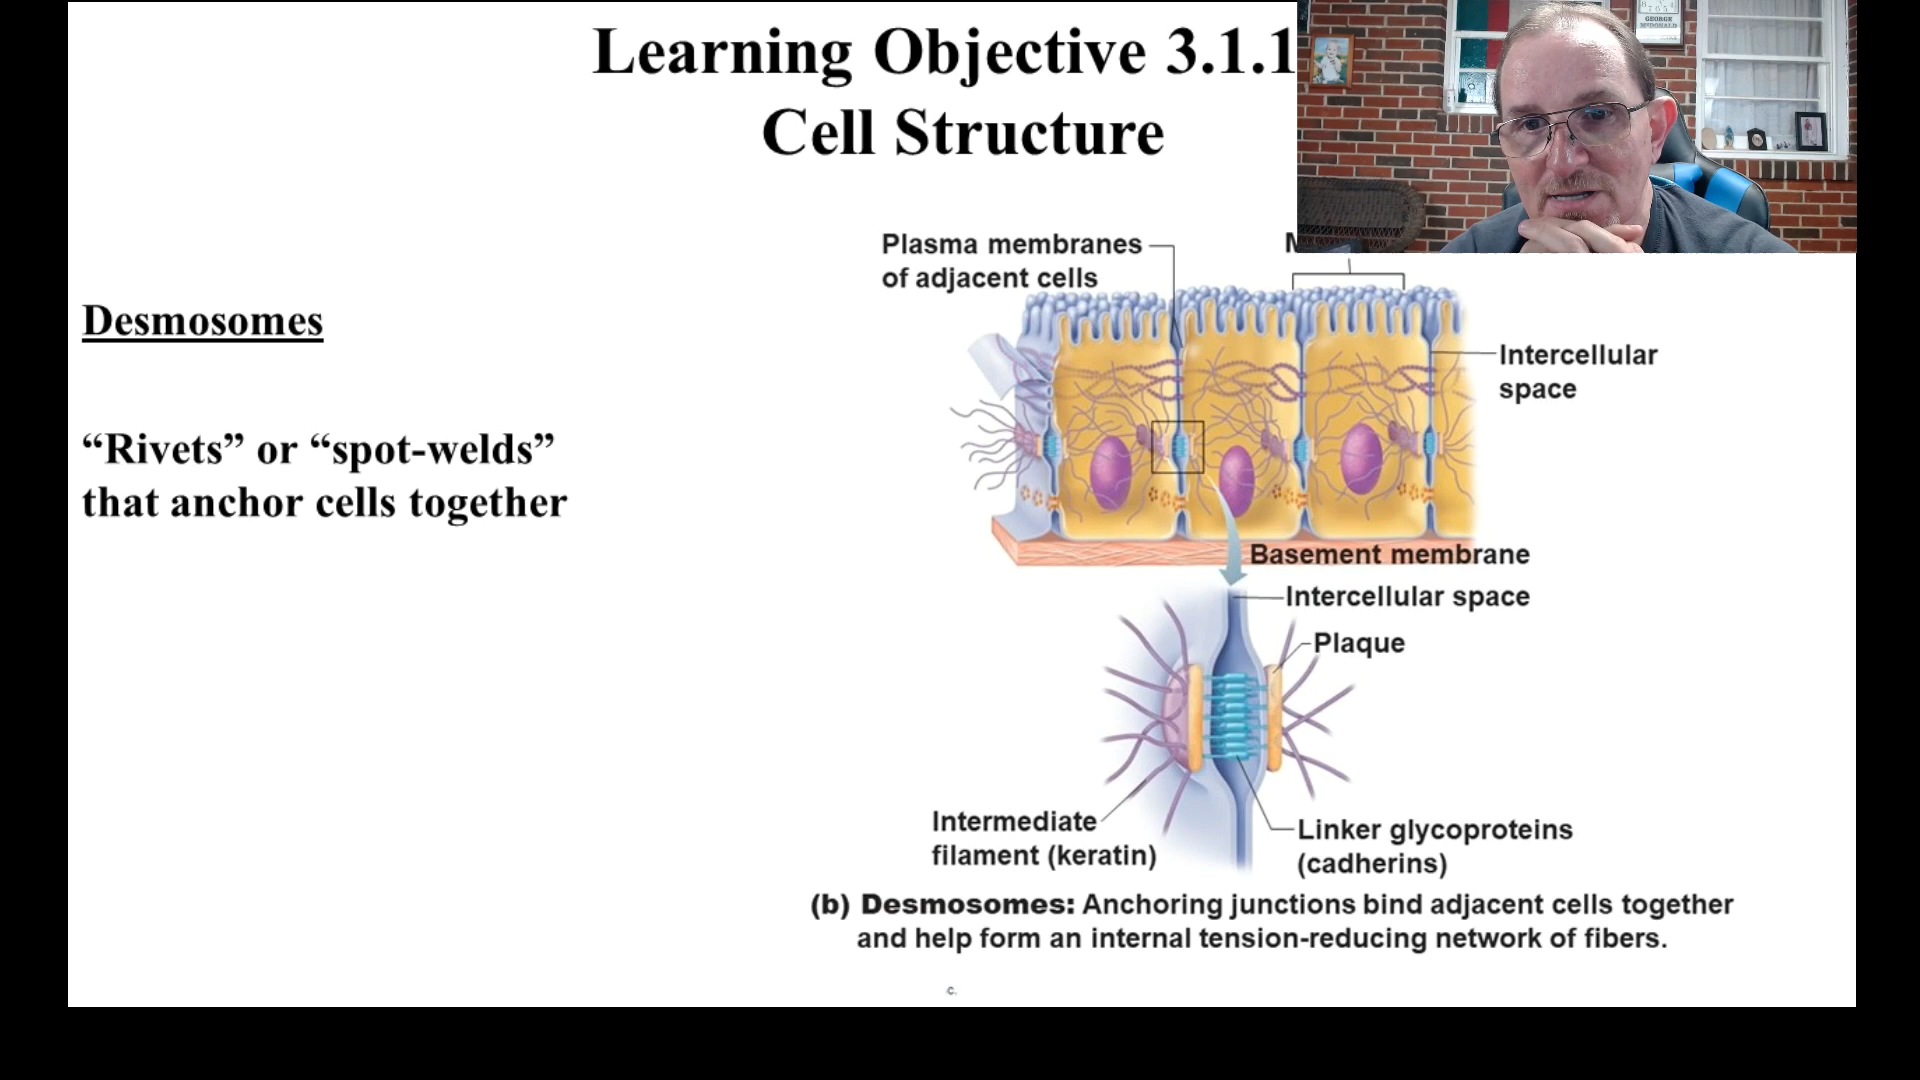 Learning Objective 3.1.1
Cell Structure
GEORGE
McDONALD
Plasma membranes
of adjacent cells
Desmosomes
Intercellular
space
“Rivets” or “spot-welds”
that anchor cells together
Basement membrane
Intercellular space
Plaque
Intermediate
filament (keratin)
Linker glycoproteins
(cadherins)
(b) Desmosomes: Anchoring junctions bind adjacent cells together
and help form an internal tension-reducing network of fibers.
c.